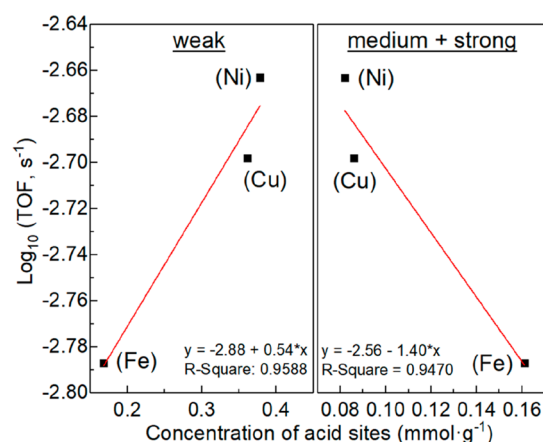 weak
medium + strong
-2.64
-2.66
-2.68
-2.70
-2.72
-2.74
-2.76
-2.78
-2.80
Log10 (TOF, s-1)
(Ni)
(Cu)
(Fe)
y = -2.88 + 0.54*x
R-Square: 0.9588
(Ni)
(Cu)
(Fe)
y = -2.56 - 1.40*x
R-Square = 0.9470
0.2 0.3 0.4 0.08 0.10 0.12 0.14 0.16
Concentration of acid sites (mmol·g-1)